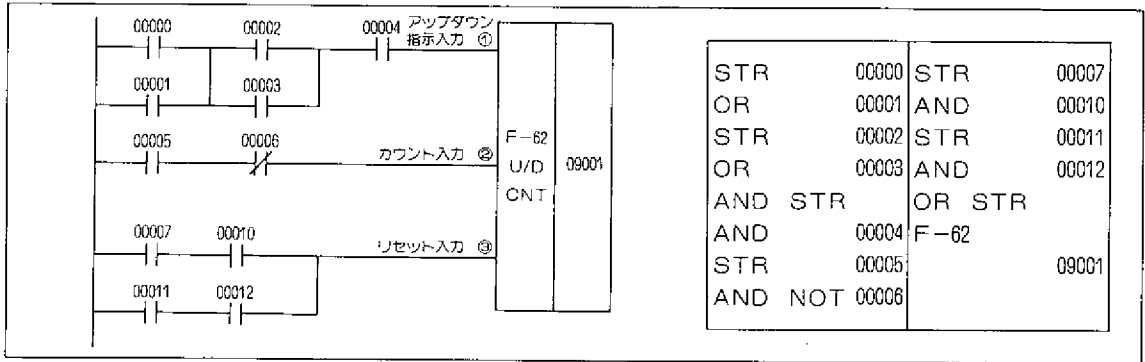 00000 00002 00004 アップダウン
指示入力 ①
00001 00003
00005 00006
カウント入力 ②
F-62
U/D
CNT
09001
00007 00010
リセット入力 ③
00011 00012
STR 00000 STR 00007
OR 00001 AND 00010
STR 00002 STR 00011
OR 00003 AND 00012
AND STR OR STR
AND 00004 F-62
STR 00005 09001
AND NOT 00006